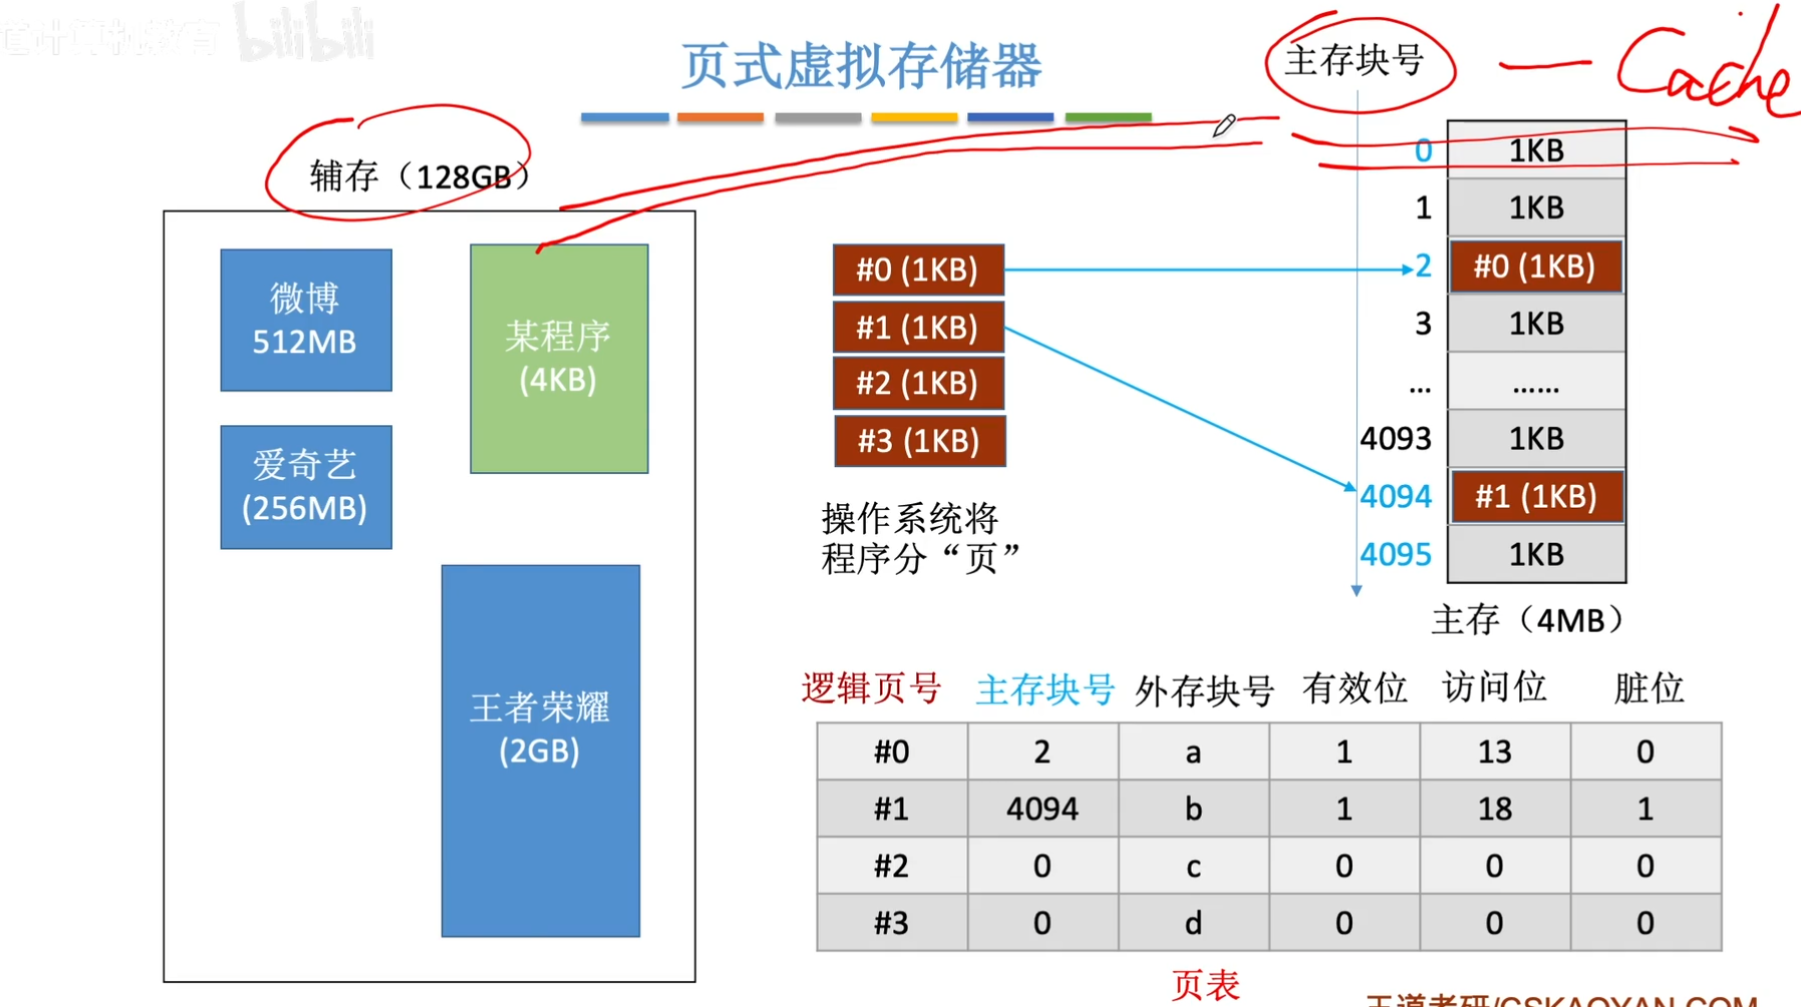 道计算机教育 bilibili
页式虚拟存储器
主存块号
Cache
辅存（128GB）
微博
512MB
某程序
(4KB)
爱奇艺
(256MB)
王者荣耀
(2GB)
#0 (1KB)
#1 (1KB)
#2 (1KB)
#3 (1KB)
操作系统将
程序分“页”
0 1KB
1 1KB
2 #0 (1KB)
3 1KB
... ......
4093 1KB
4094 #1 (1KB)
4095 1KB
主存（4MB）
逻辑页号 主存块号 外存块号 有效位 访问位 脏位
#0 2 a 1 13 0
#1 4094 b 1 18 1
#2 0 c 0 0 0
#3 0 d 0 0 0
页表
王道考研/CSKAOYAN.COM